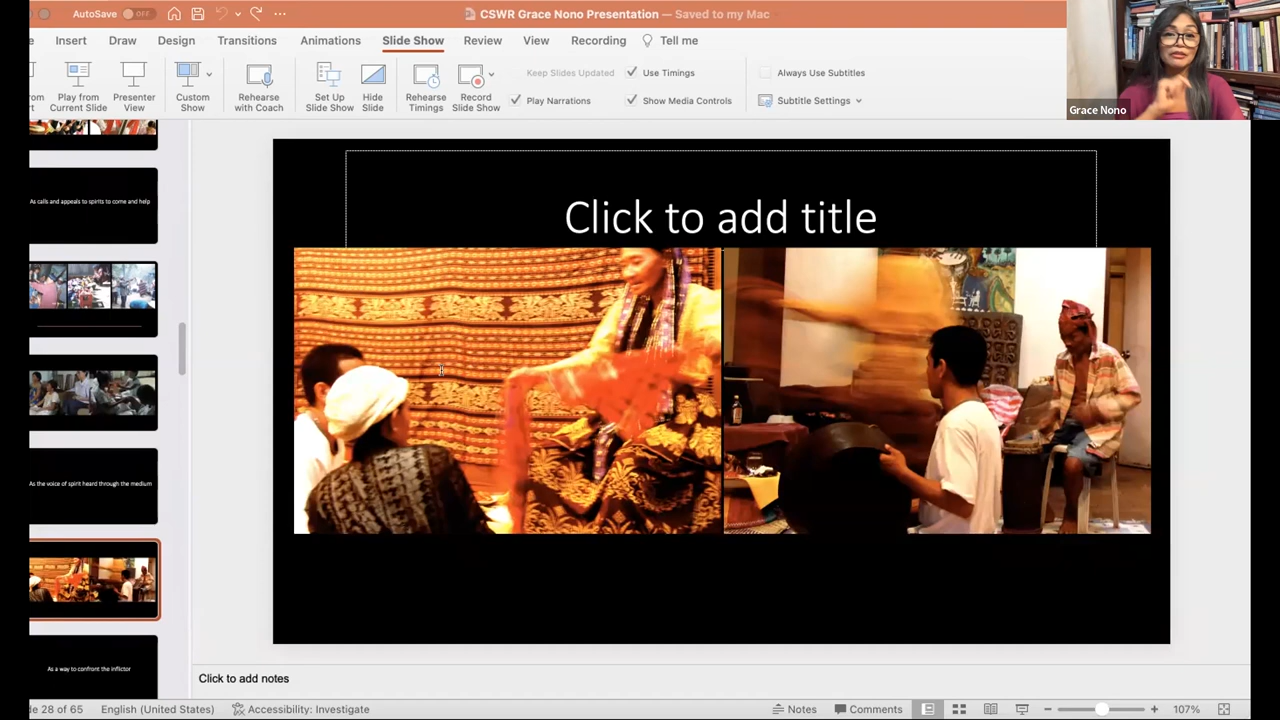 AutoSave OFF
CSWR Grace Nono Presentation — Saved to my Mac
Insert Draw Design Transitions Animations Slide Show Review View Recording Tell me
Play from Current Slide
Presenter View
Custom Show
Rehearse with Coach
Set Up Slide Show
Hide Slide
Rehearse Timings
Record Slide Show
Keep Slides Updated
Use Timings
Always Use Subtitles
Play Narrations
Show Media Controls
Subtitle Settings
Grace Nono
As calls and appeals to spirits to come and help
As the voice of spirit heard through the medium
As a way to confront the inflictor
Click to add title
Click to add notes
28 of 65 English (United States) Accessibility: Investigate Notes Comments 107%